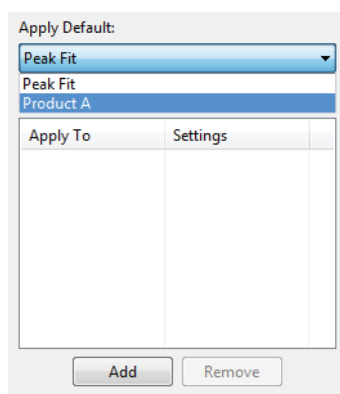 Apply Default:
Peak Fit
Peak Fit
Product A
Apply To Settings
Add Remove